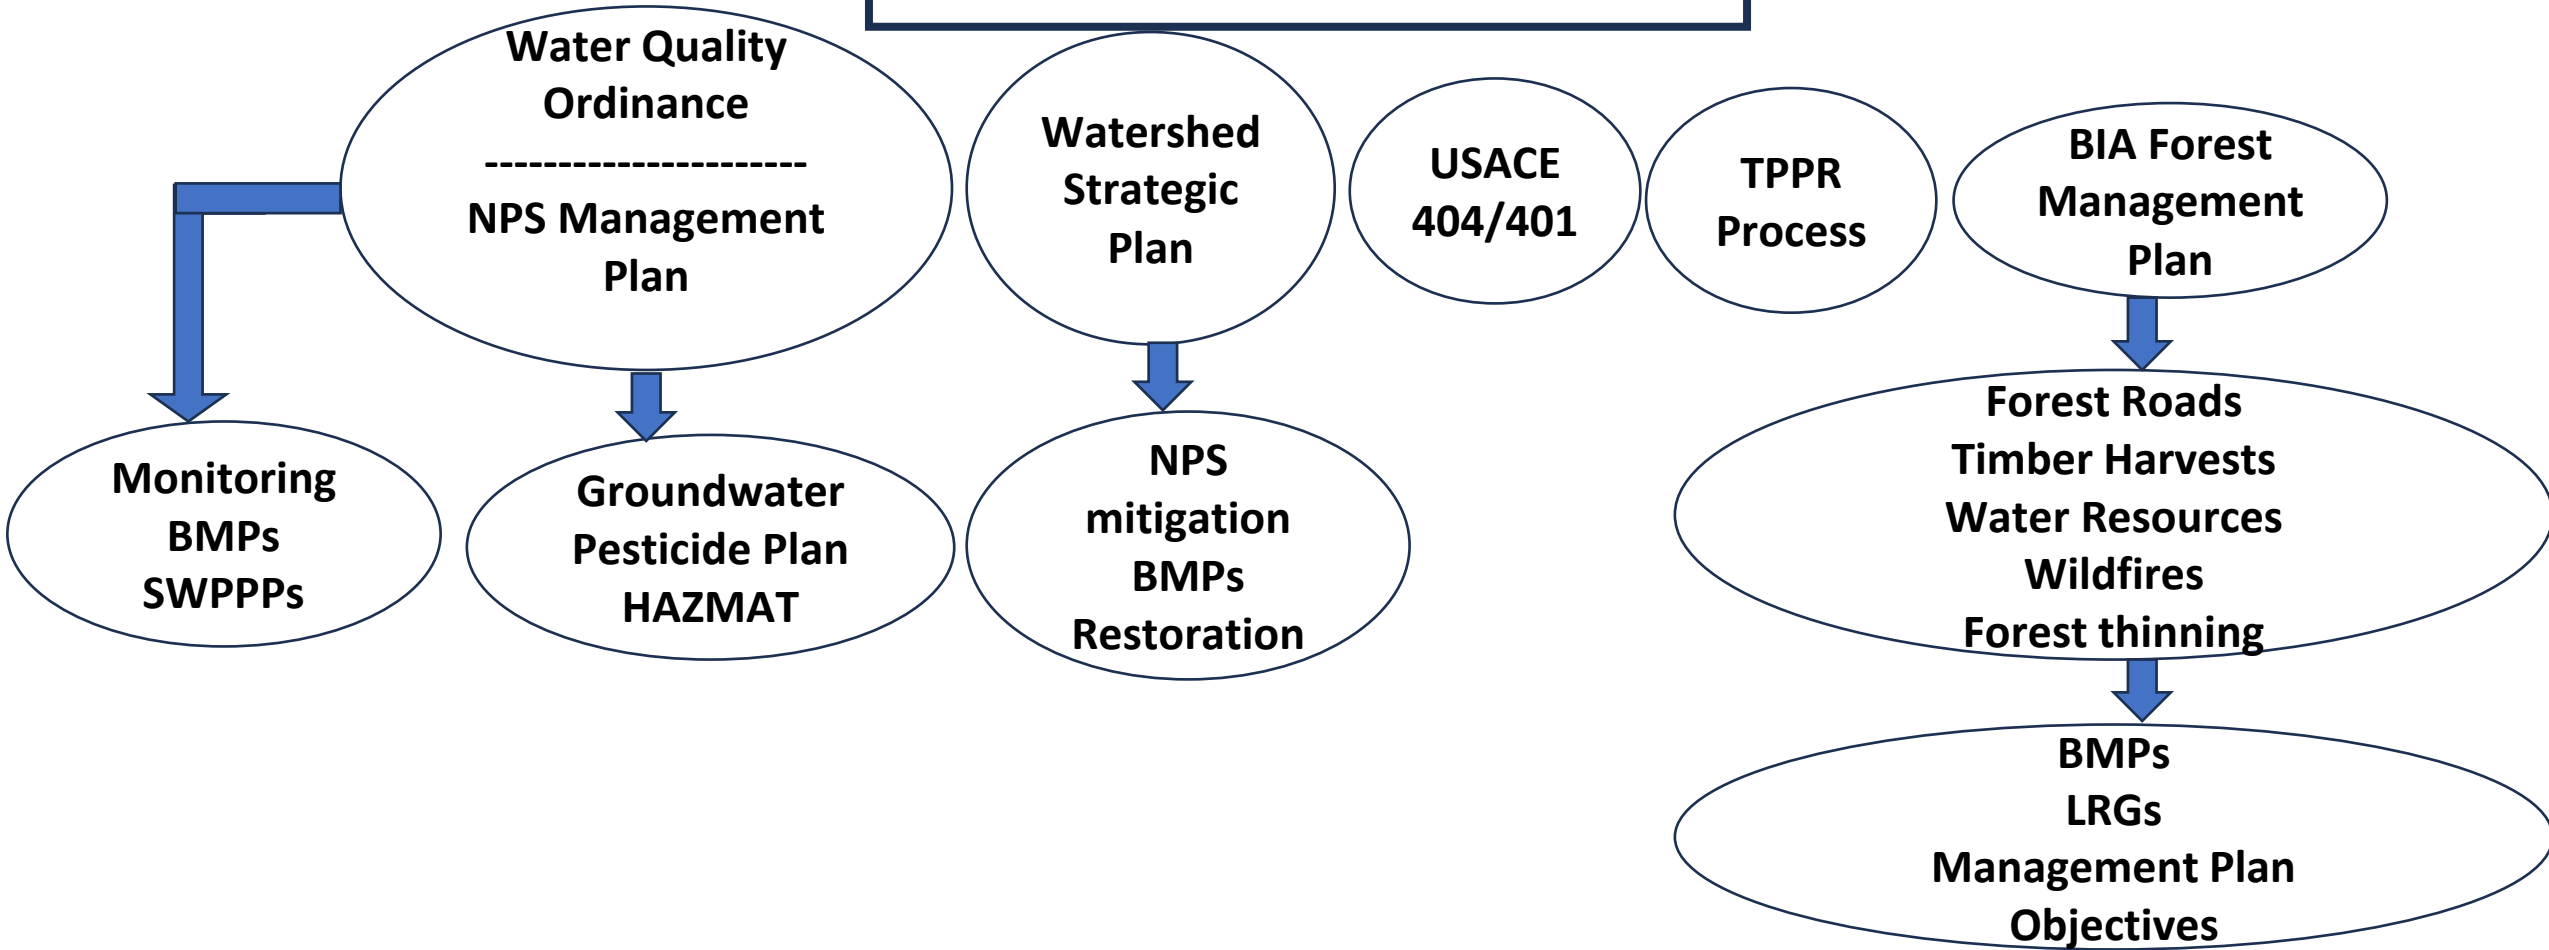 Water Quality
Ordinance
----------------------
NPS Management
Plan
Watershed
Strategic
Plan
USACE
404/401
TPPR
Process
BIA Forest
Management
Plan
Monitoring
BMPs
SWPPPs
Groundwater
Pesticide Plan
HAZMAT
NPS
mitigation
BMPs
Restoration
Forest Roads
Timber Harvests
Water Resources
Wildfires
Forest thinning
BMPs
LRGs
Management Plan
Objectives